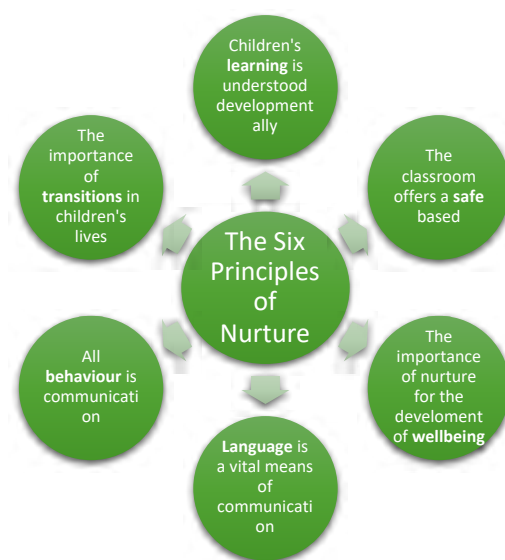 Children's
learning is
understood
development
ally
The
importance
of
transitions in
children's
lives
The
classroom
offers a safe
based
The Six
Principles
of
Nurture
All
behaviour is
communicati
on
The
importance
of nurture
for the
develoment
of wellbeing
Language is
a vital means
of
communicati
on